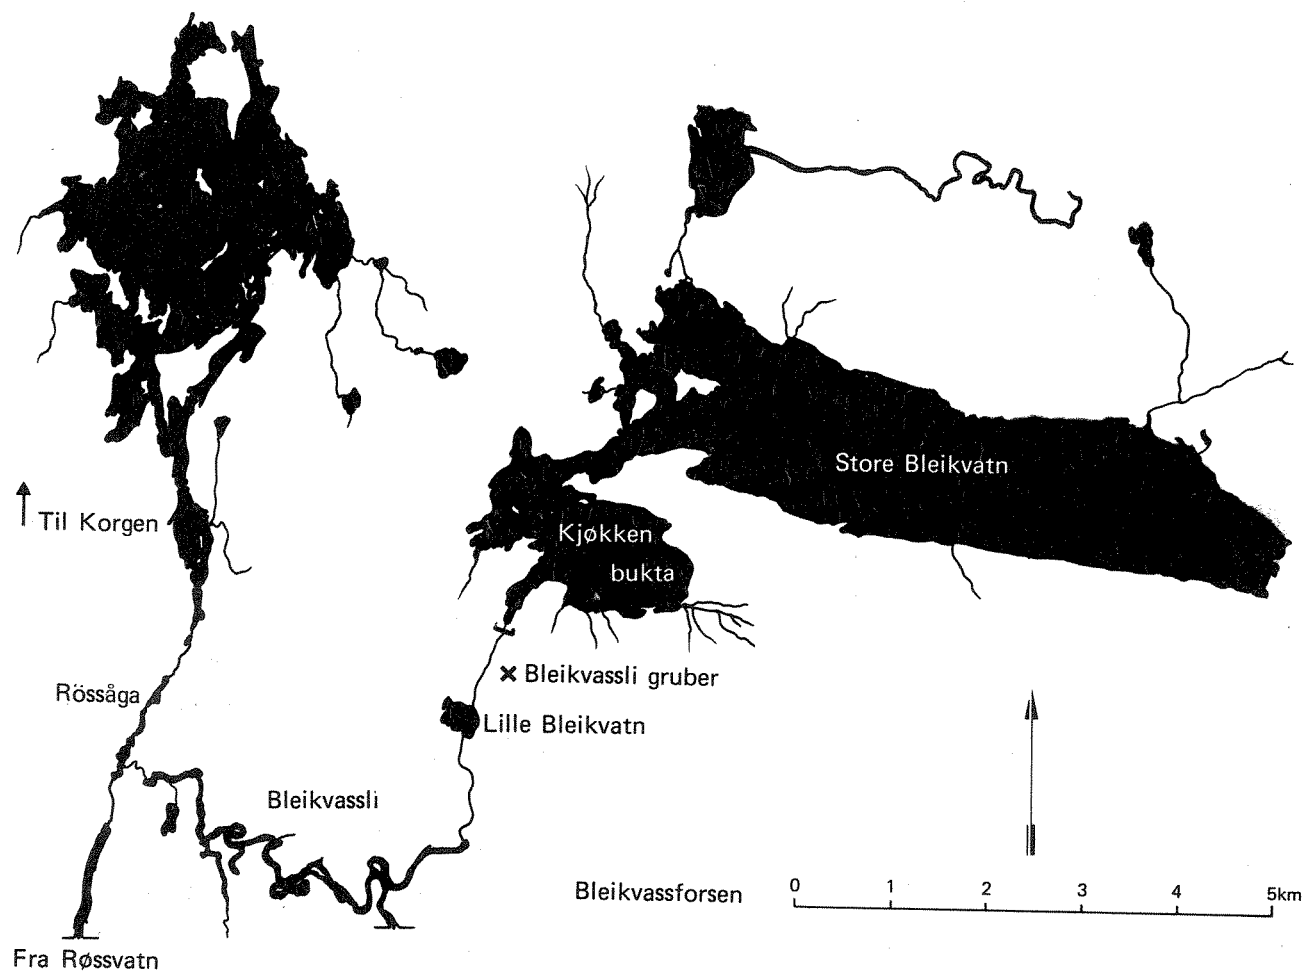 Store Bleikvatn
Til Korgen
Kjøkken
bukta
Bleikvassli gruber
Rössåga
Lille Bleikvatn
Bleikvassli
Bleikvassforsen
0 1 2 3 4 5km
Fra Røssvatn